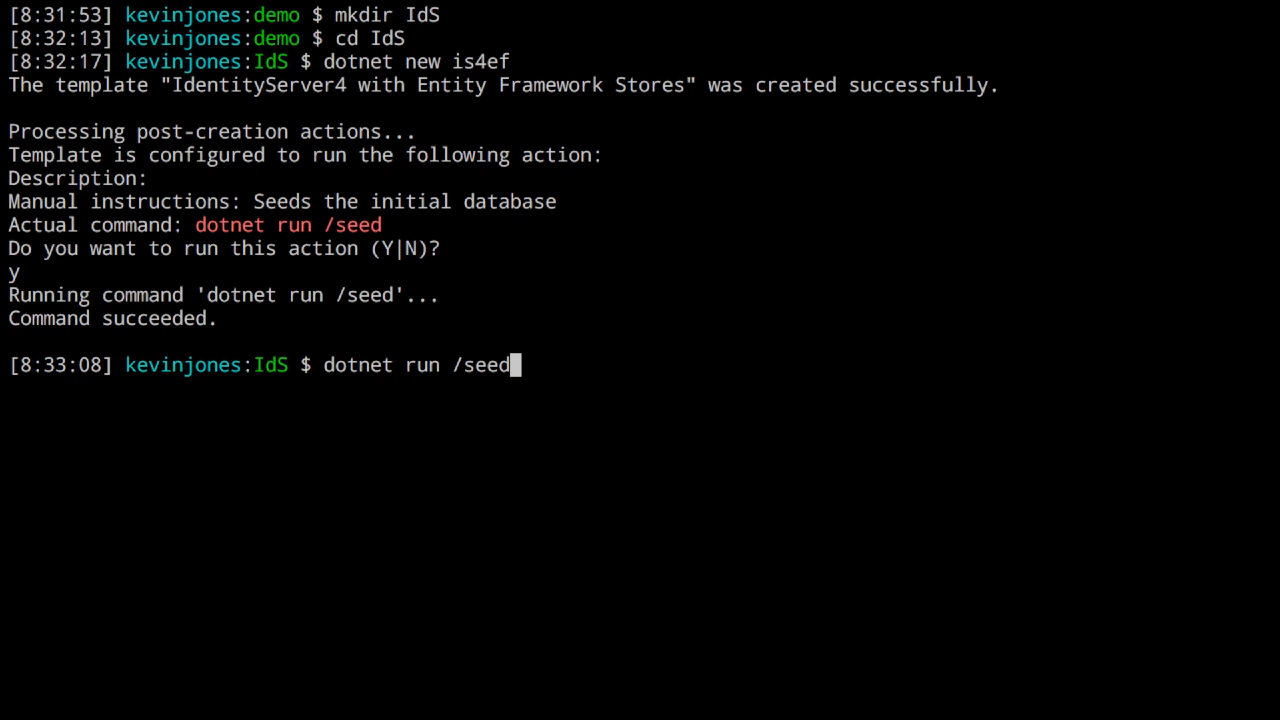 [8:31:53] kevinjones:demo $ mkdir IdS
[8:32:13] kevinjones:demo $ cd IdS
[8:32:17] kevinjones:IdS $ dotnet new is4ef
The template "IdentityServer4 with Entity Framework Stores" was created successfully.
Processing post-creation actions...
Template is configured to run the following action:
Description:
Manual instructions: Seeds the initial database
Actual command: dotnet run /seed
Do you want to run this action (Y|N)?
y
Running command 'dotnet run /seed'...
Command succeeded.
[8:33:08] kevinjones:IdS $ dotnet run /seed